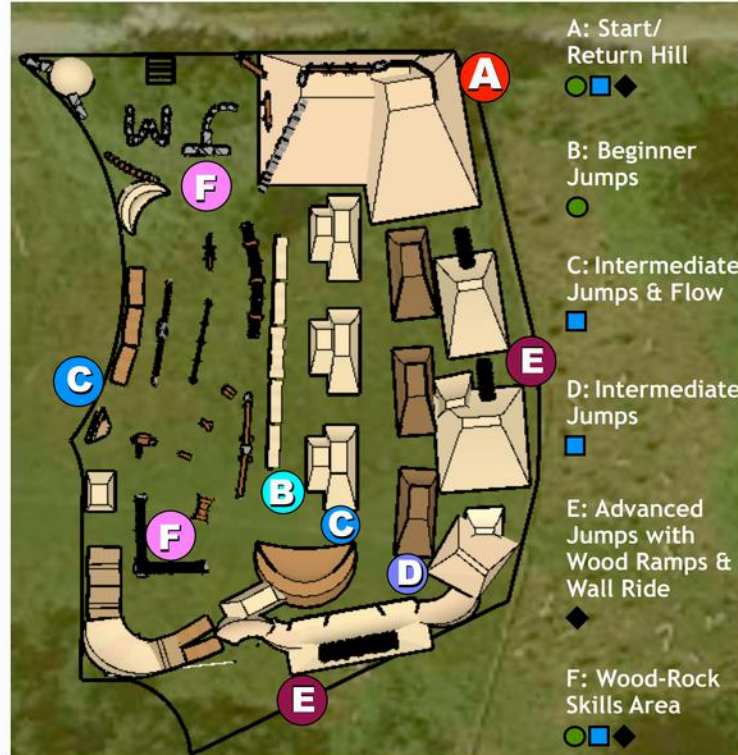 A
A: Start/
Return Hill
F
B: Beginner
Jumps
C: Intermediate
Jumps & Flow
C
E
D: Intermediate
Jumps
B
C
E: Advanced
Jumps with
Wood Ramps &
Wall Ride
F
D
F: Wood-Rock
Skills Area
E